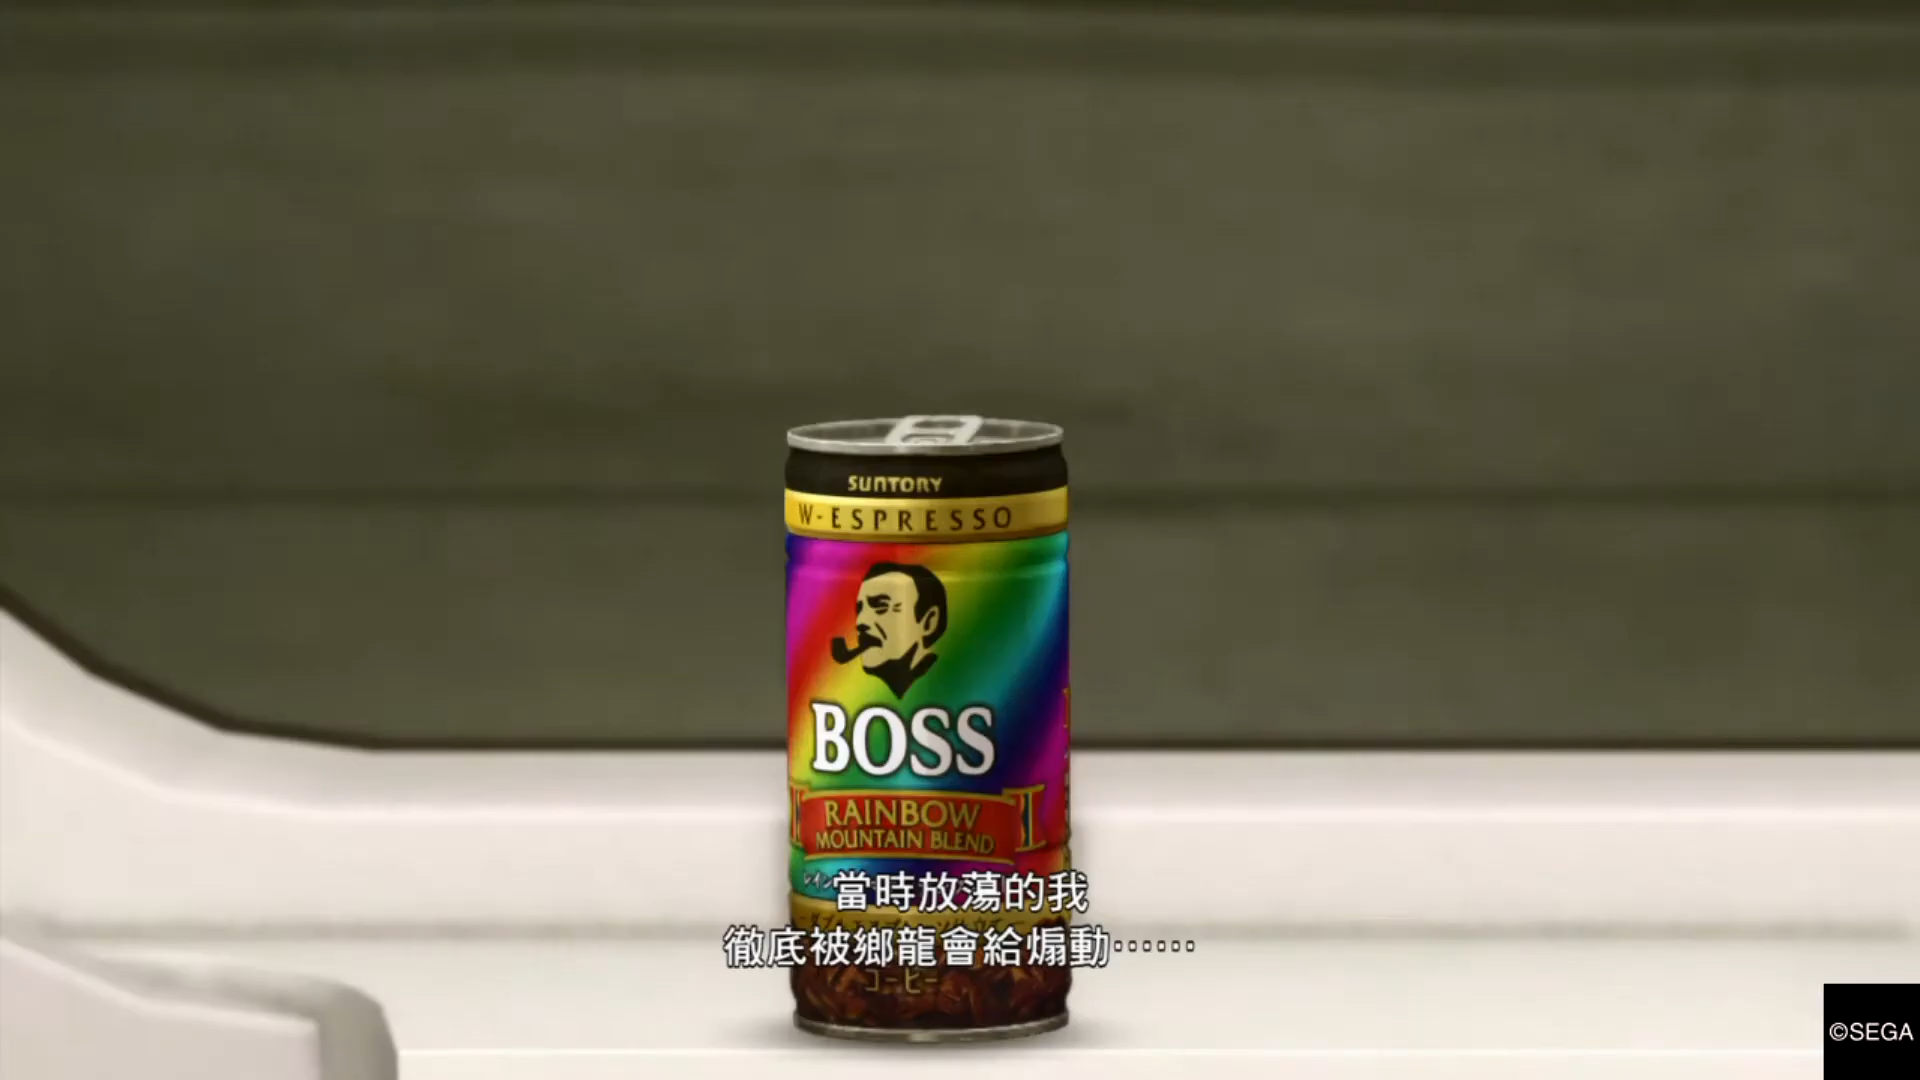 SUNTORY
W-ESPRESSO
BOSS
RAINBOW
MOUNTAIN BLEND
當時放蕩的我
徹底被鄉龍會給煽動⋯⋯
コーヒー
©SEGA